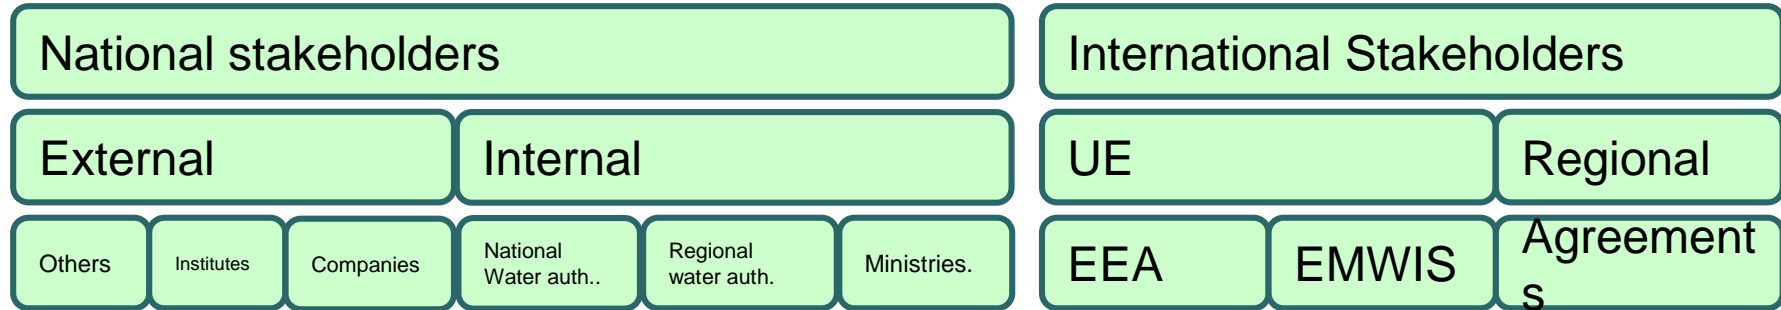 National stakeholders
International Stakeholders
External
Internal
UE
Regional
Others
Institutes
Companies
National
Water auth..
Regional
water auth.
Ministries.
EEA
EMWIS
Agreement
s